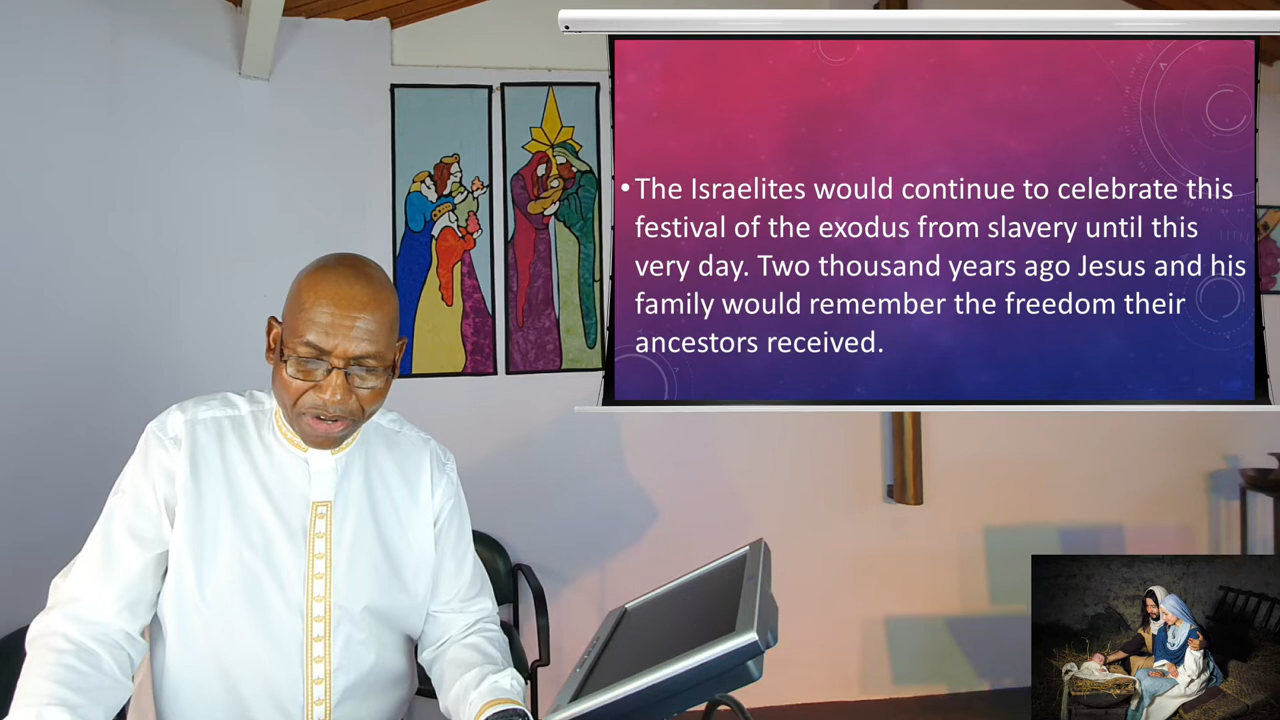 • The Israelites would continue to celebrate this
festival of the exodus from slavery until this
very day. Two thousand years ago Jesus and his
family would remember the freedom their
ancestors received.